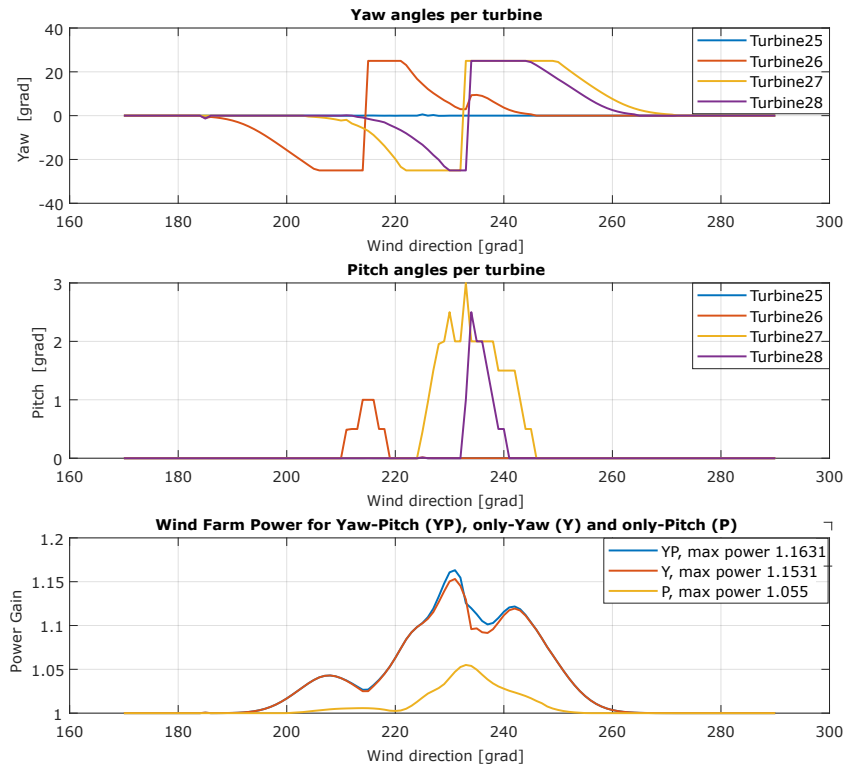 Yaw angles per turbine
40
20
0
-20
-40
Yaw [grad]
160 180 200 220 240 260 280 300
Wind direction [grad]
Turbine25
Turbine26
Turbine27
Turbine28
Pitch angles per turbine
3
2
1
0
Pitch [grad]
160 180 200 220 240 260 280 300
Wind direction [grad]
Turbine25
Turbine26
Turbine27
Turbine28
Wind Farm Power for Yaw-Pitch (YP), only-Yaw (Y) and only-Pitch (P)
1.2
1.15
1.1
1.05
1
Power Gain
160 180 200 220 240 260 280 300
Wind direction [grad]
YP, max power 1.1631
Y, max power 1.1531
P, max power 1.055